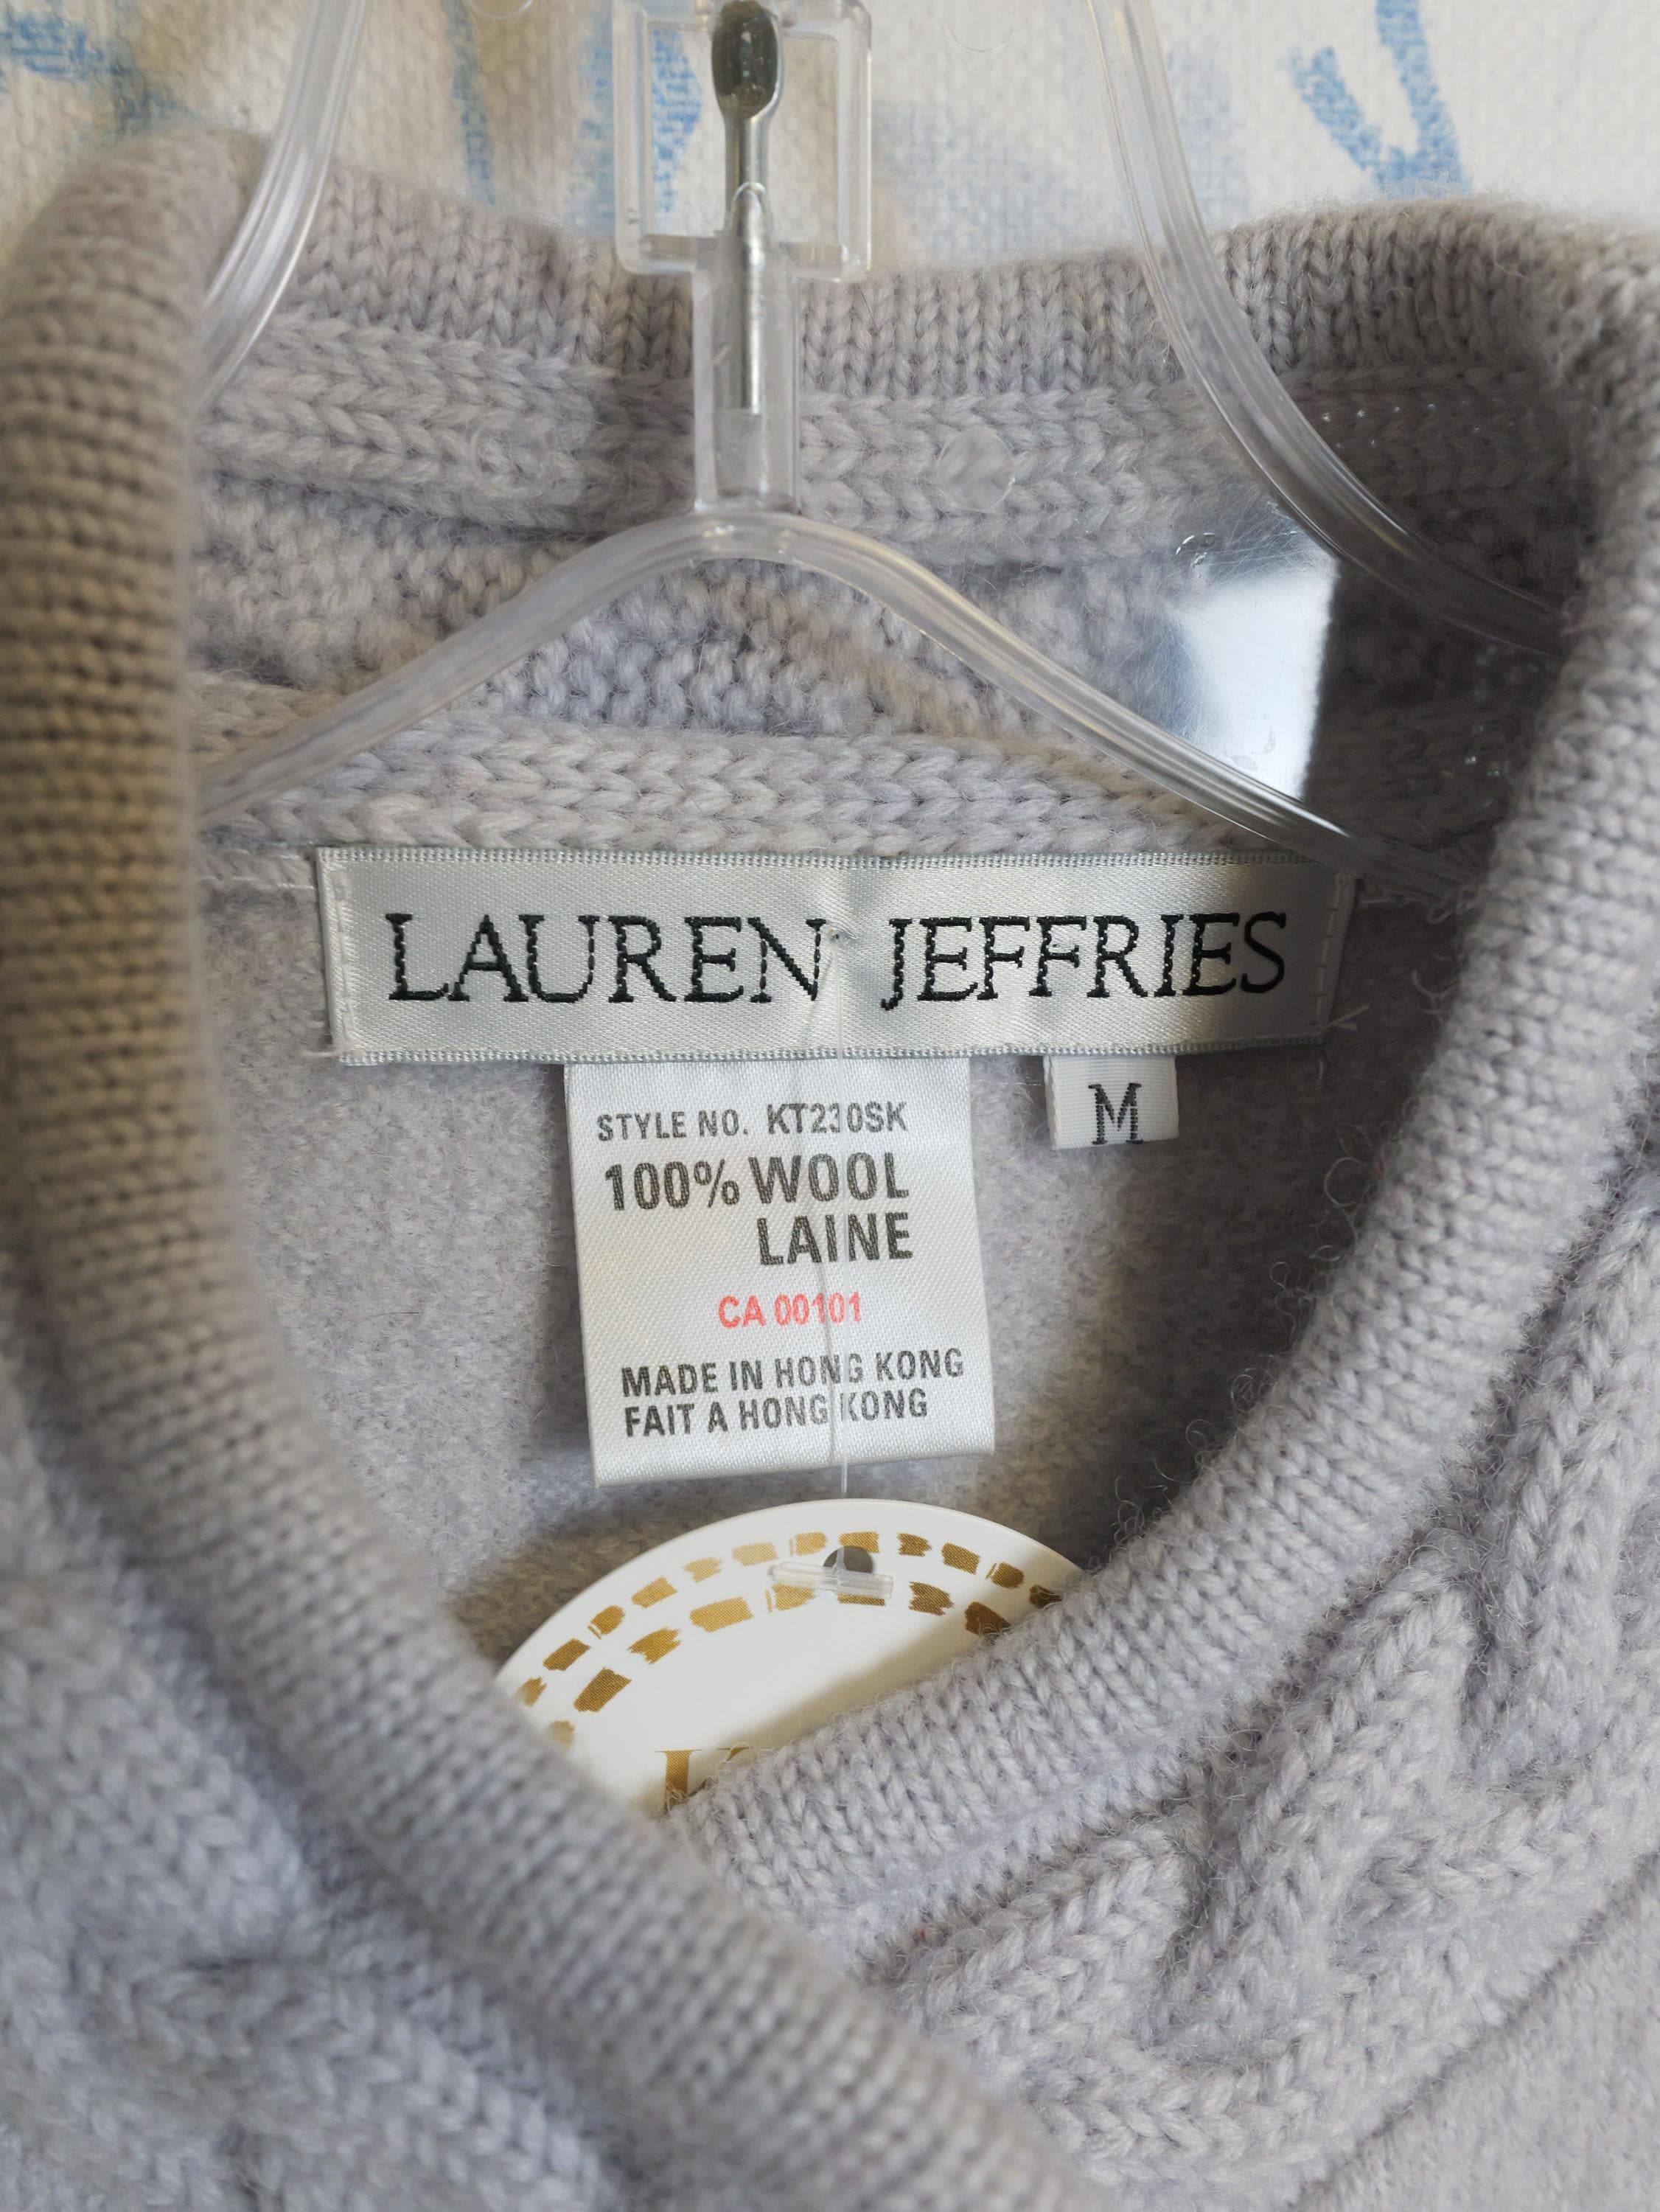 LAUREN JEFFRIES
M
STYLE NO. KT230SK
100% WOOL
LAINE
CA 00101
MADE IN HONG KONG
FAIT A HONG KONG